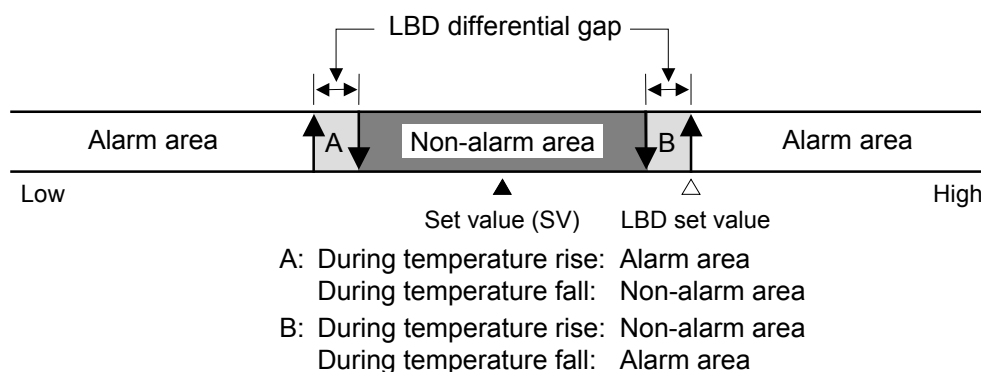 LBD differential gap
Alarm area A Non-alarm area B Alarm area
Low High
Set value (SV) LBD set value
A: During temperature rise: Alarm area
During temperature fall: Non-alarm area
B: During temperature rise: Non-alarm area
During temperature fall: Alarm area